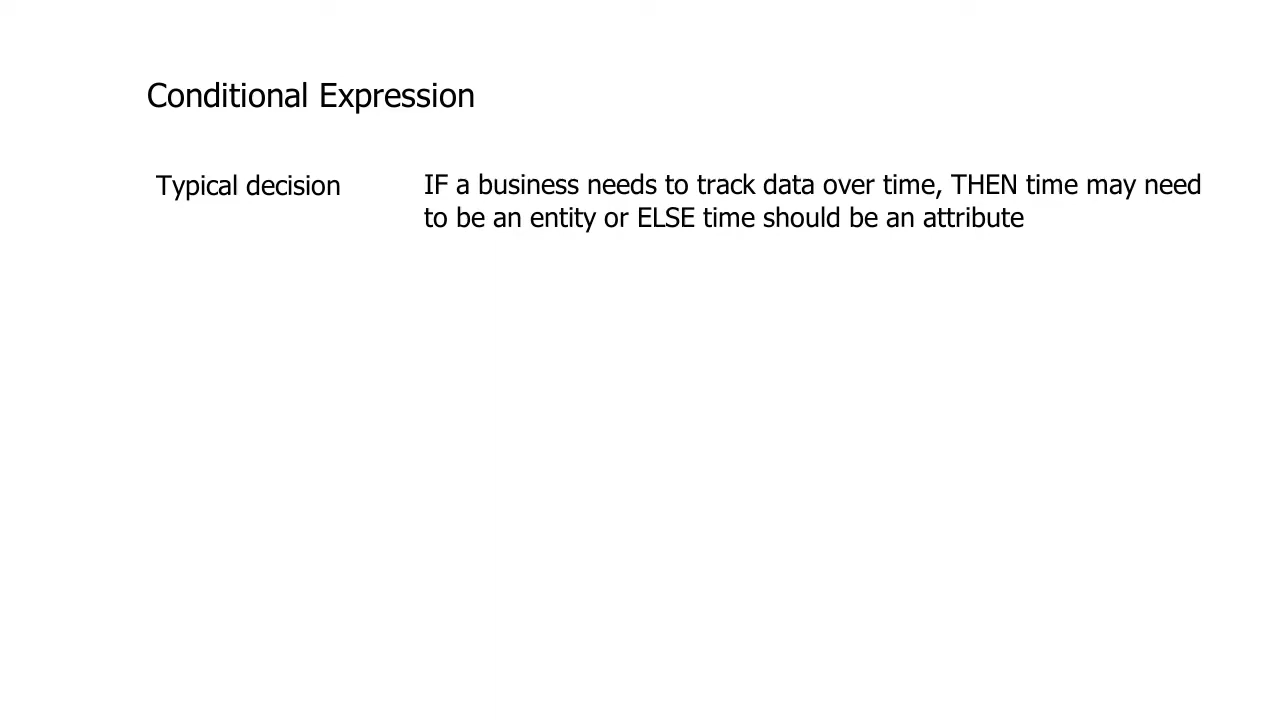 Conditional Expression
Typical decision
IF a business needs to track data over time, THEN time may need
to be an entity or ELSE time should be an attribute